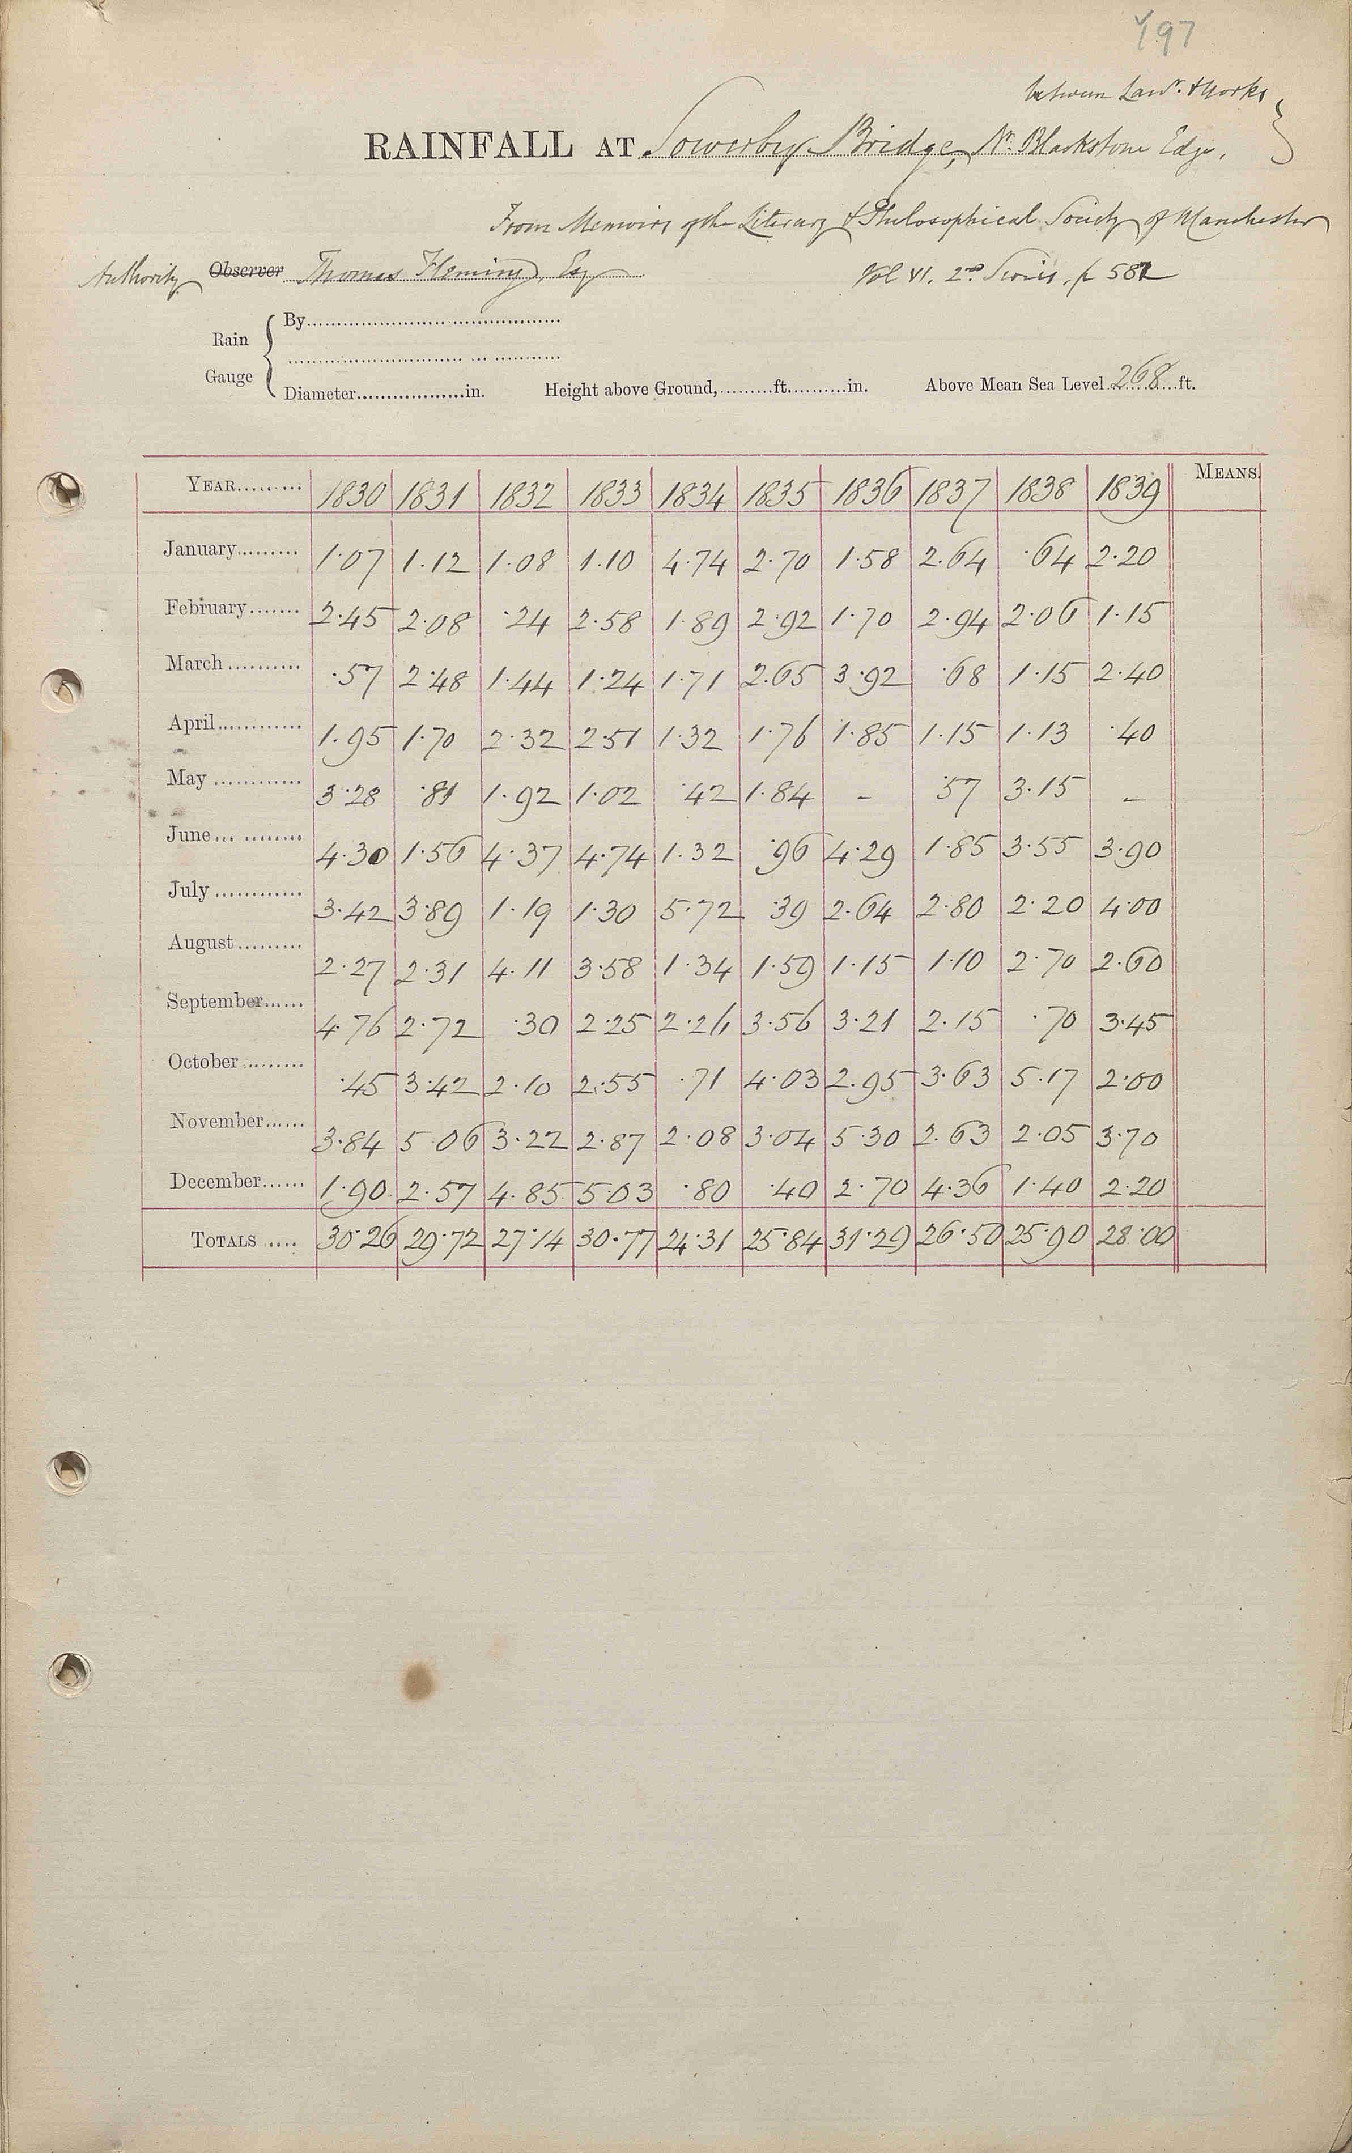 Y97
between Lanc. & Yorks
RAINFALL AT Sowerby Bridge, Nr. Blackstone Edge,
From Memoirs of the Literary & Philosophical Society of Manchester
Authority Observer Thomas Fleming, Esq Vol VI. 2nd Series, p 582
Rain Gauge { By
Diameter in. Height above Ground, ft. in. Above Mean Sea Level 268 ft.
YEAR 1830 1831 1832 1833 1834 1835 1836 1837 1838 1839 MEANS.
January 1.07 1.12 1.08 1.10 4.74 2.70 1.58 2.64 .64 2.20
February 2.45 2.08 .24 2.58 1.89 2.92 1.70 2.94 2.06 1.15
March .57 2.48 1.44 1.24 1.71 2.65 3.92 .68 1.15 2.40
April 1.95 1.70 2.32 2.51 1.32 1.76 1.85 1.15 1.13 .40
May 3.28 .81 1.92 1.02 .42 1.84 – .57 3.15 –
June 4.30 1.56 4.37 4.74 1.32 .96 4.29 1.85 3.55 3.90
July 3.42 3.89 1.19 1.30 5.72 .39 2.64 2.80 2.20 4.00
August 2.27 2.31 4.11 3.58 1.34 1.59 1.15 1.10 2.70 2.60
September 4.76 2.72 .30 2.25 2.26 3.56 3.21 2.15 .70 3.45
October .45 3.42 2.10 2.55 .71 4.03 2.95 3.63 5.17 2.00
November 3.84 5.06 3.22 2.87 2.08 3.04 5.30 2.63 2.05 3.70
December 1.90 2.57 4.85 5.03 .80 .40 2.70 4.36 1.40 2.20
TOTALS 30.26 29.72 27.14 30.77 24.31 25.84 31.29 26.50 25.90 28.00